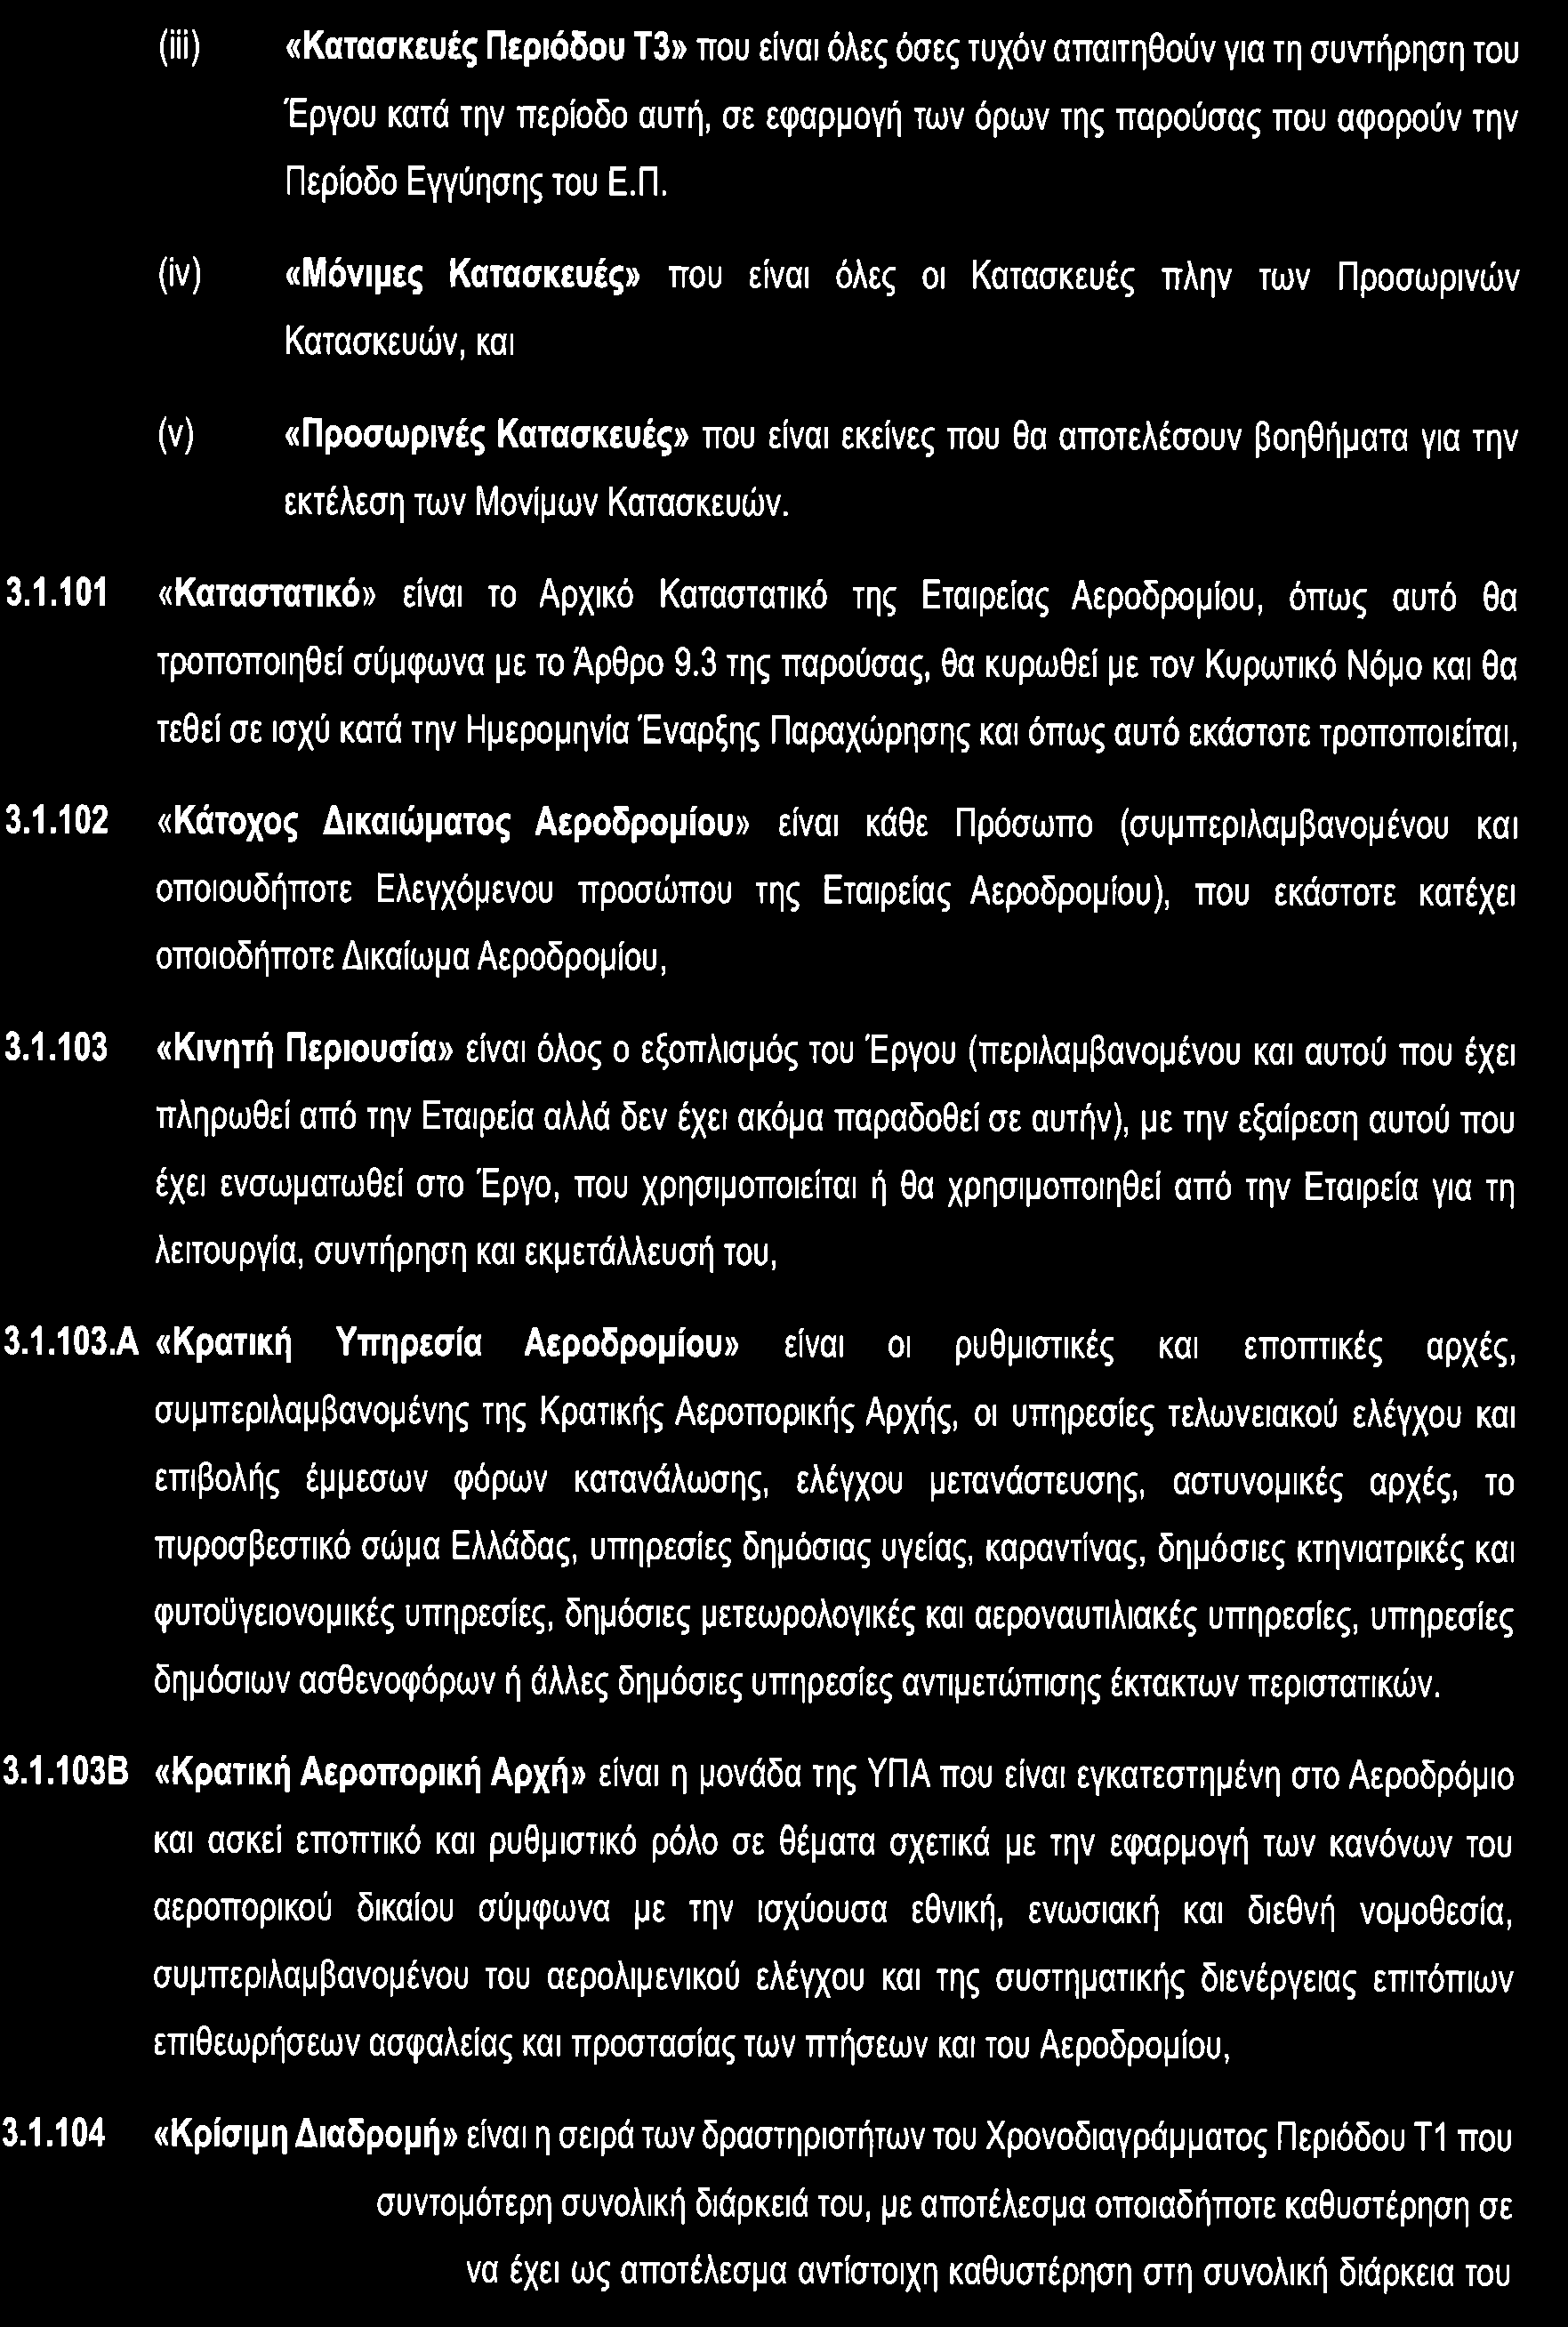 (iii) «Κατασκευές Περιόδου Τ3» που είναι όλες όσες τυχόν απαιτηθούν για τη συντήρηση του
Έργου κατά την περίοδο αυτή, σε εφαρμογή των όρων της παρούσας που αφορούν την
Περίοδο Εγγύησης του Ε.Π.
(iv) «Μόνιμες Κατασκευές» που είναι όλες οι Κατασκευές πλην των Προσωρινών
Κατασκευών, και
(v) «Προσωρινές Κατασκευές» που είναι εκείνες που θα αποτελέσουν βοηθήματα για την
εκτέλεση των Μονίμων Κατασκευών.
3.1.101 «Καταστατικό» είναι το Αρχικό Καταστατικό της Εταιρείας Αεροδρομίου, όπως αυτό θα
τροποποιηθεί σύμφωνα με το Άρθρο 9.3 της παρούσας, θα κυρωθεί με τον Κυρωτικό Νόμο και θα
τεθεί σε ισχύ κατά την Ημερομηνία Έναρξης Παραχώρησης και όπως αυτό εκάστοτε τροποποιείται,
3.1.102 «Κάτοχος Δικαιώματος Αεροδρομίου» είναι κάθε Πρόσωπο (συμπεριλαμβανομένου και
οποιουδήποτε Ελεγχόμενου προσώπου της Εταιρείας Αεροδρομίου), που εκάστοτε κατέχει
οποιοδήποτε Δικαίωμα Αεροδρομίου,
3.1.103 «Κινητή Περιουσία» είναι όλος ο εξοπλισμός του Έργου (περιλαμβανομένου και αυτού που έχει
πληρωθεί από την Εταιρεία αλλά δεν έχει ακόμα παραδοθεί σε αυτήν), με την εξαίρεση αυτού που
έχει ενσωματωθεί στο Έργο, που χρησιμοποιείται ή θα χρησιμοποιηθεί από την Εταιρεία για τη
λειτουργία, συντήρηση και εκμετάλλευσή του,
3.1.103.Α «Κρατική Υπηρεσία Αεροδρομίου» είναι οι ρυθμιστικές και εποπτικές αρχές,
συμπεριλαμβανομένης της Κρατικής Αεροπορικής Αρχής, οι υπηρεσίες τελωνειακού ελέγχου και
επιβολής έμμεσων φόρων κατανάλωσης, ελέγχου μετανάστευσης, αστυνομικές αρχές, το
πυροσβεστικό σώμα Ελλάδας, υπηρεσίες δημόσιας υγείας, καραντίνας, δημόσιες κτηνιατρικές και
φυτοϋγειονομικές υπηρεσίες, δημόσιες μετεωρολογικές και αεροναυτιλιακές υπηρεσίες, υπηρεσίες
δημόσιων ασθενοφόρων ή άλλες δημόσιες υπηρεσίες αντιμετώπισης έκτακτων περιστατικών.
3.1.103Β «Κρατική Αεροπορική Αρχή» είναι η μονάδα της ΥΠΑ που είναι εγκατεστημένη στο Αεροδρόμιο
και ασκεί εποπτικό και ρυθμιστικό ρόλο σε θέματα σχετικά με την εφαρμογή των κανόνων του
αεροπορικού δικαίου σύμφωνα με την ισχύουσα εθνική, ενωσιακή και διεθνή νομοθεσία,
συμπεριλαμβανομένου του αερολιμενικού ελέγχου και της συστηματικής διενέργειας επιτόπιων
επιθεωρήσεων ασφαλείας και προστασίας των πτήσεων και του Αεροδρομίου,
3.1.104 «Κρίσιμη Διαδρομή» είναι η σειρά των δραστηριοτήτων του Χρονοδιαγράμματος Περιόδου Τ1 που
συντομότερη συνολική διάρκειά του, με αποτέλεσμα οποιαδήποτε καθυστέρηση σε
να έχει ως αποτέλεσμα αντίστοιχη καθυστέρηση στη συνολική διάρκεια του